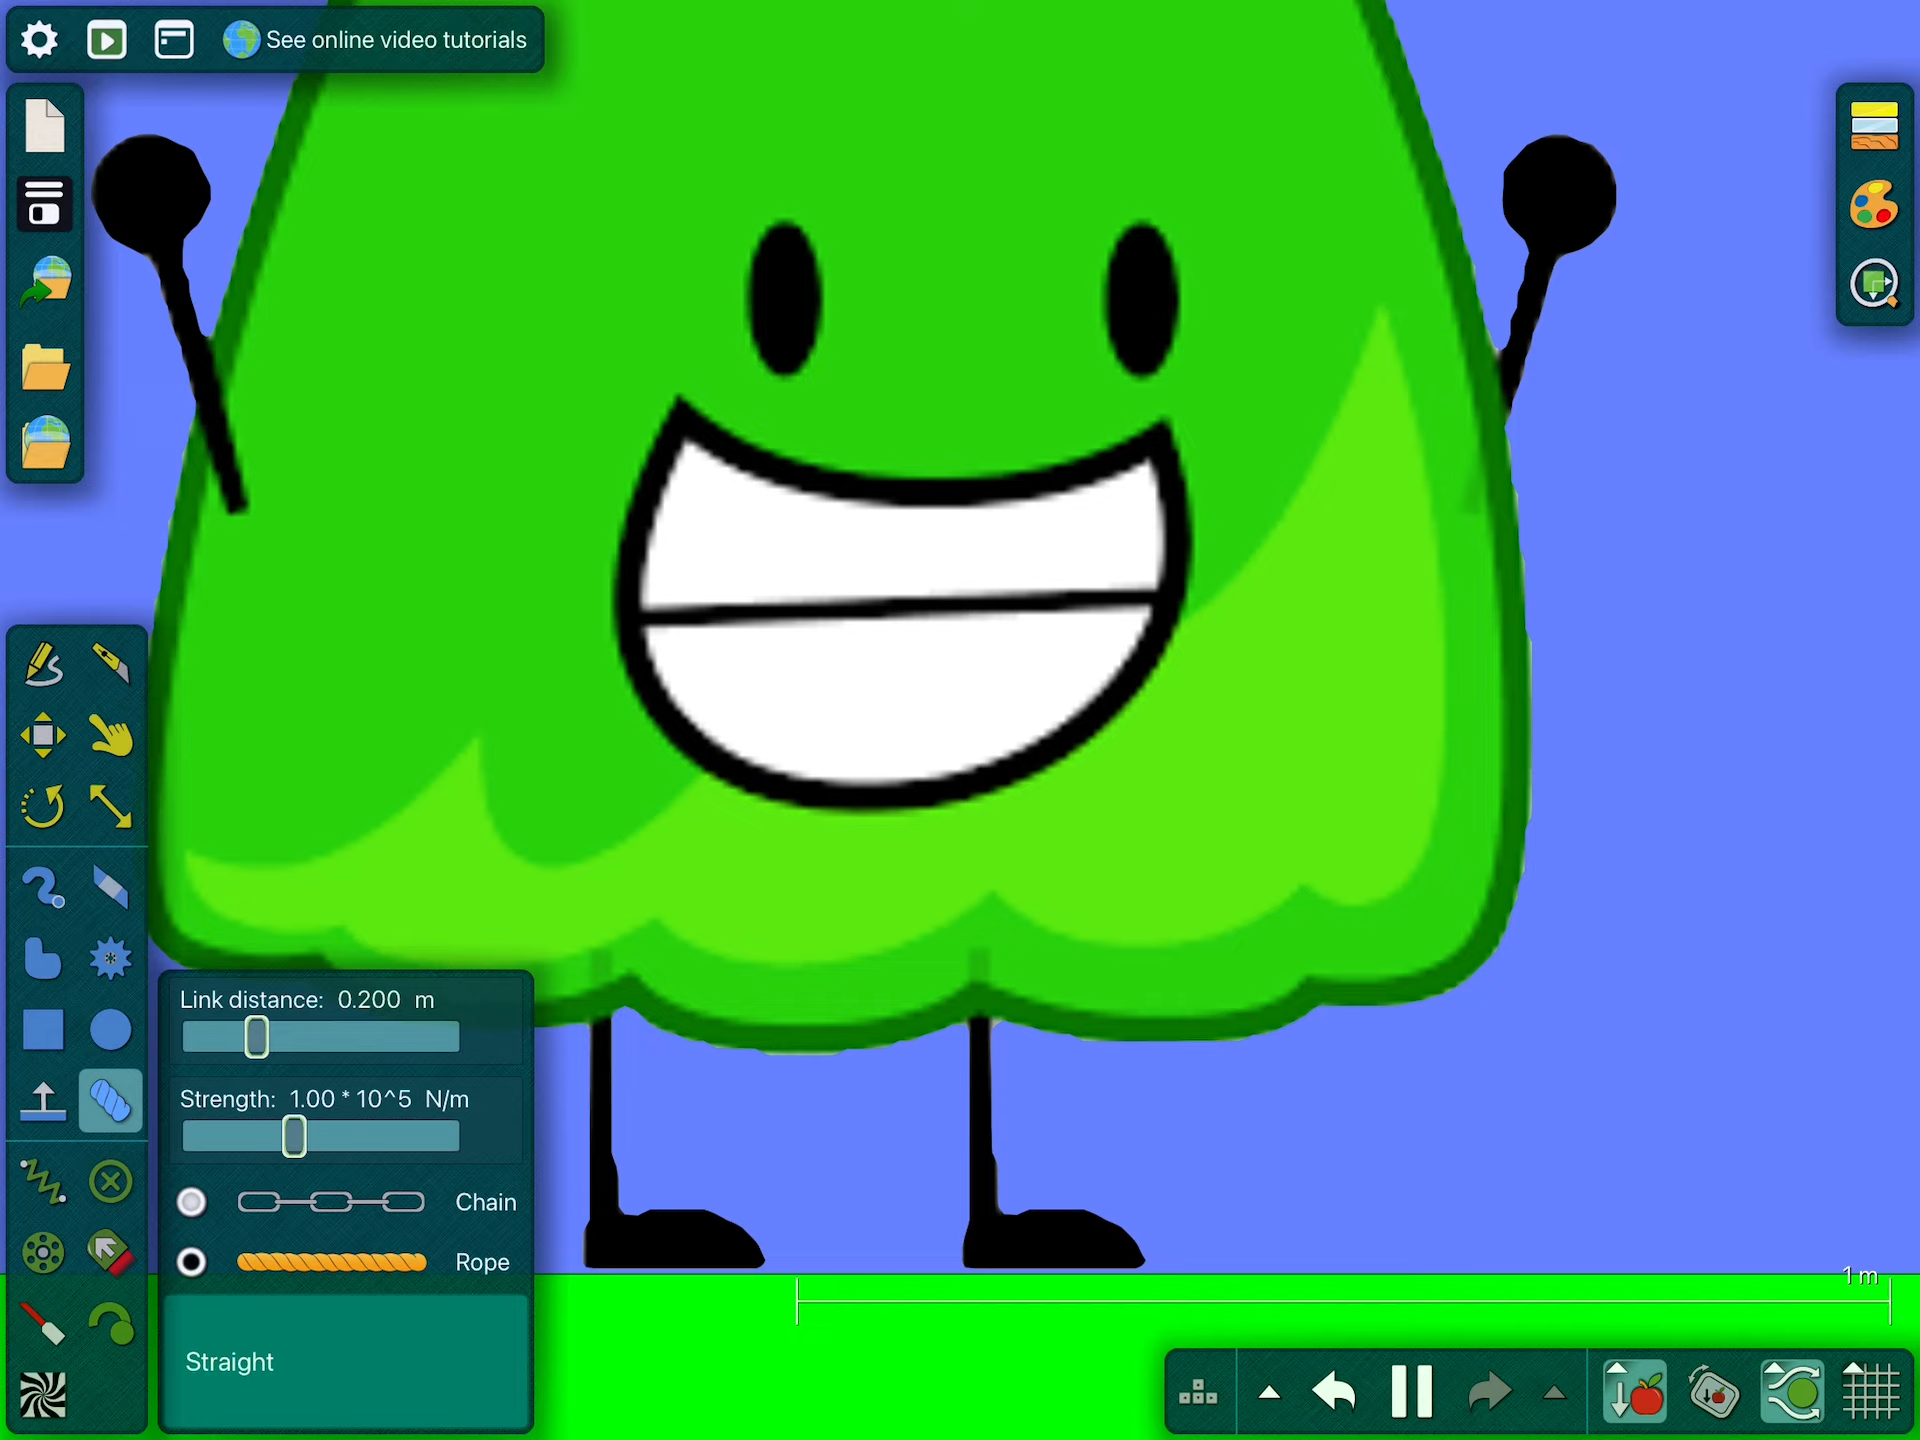 See online video tutorials
Link distance: 0.200 m
Strength: 1.00 * 10^5 N/m
Chain
Rope
Straight
1 m